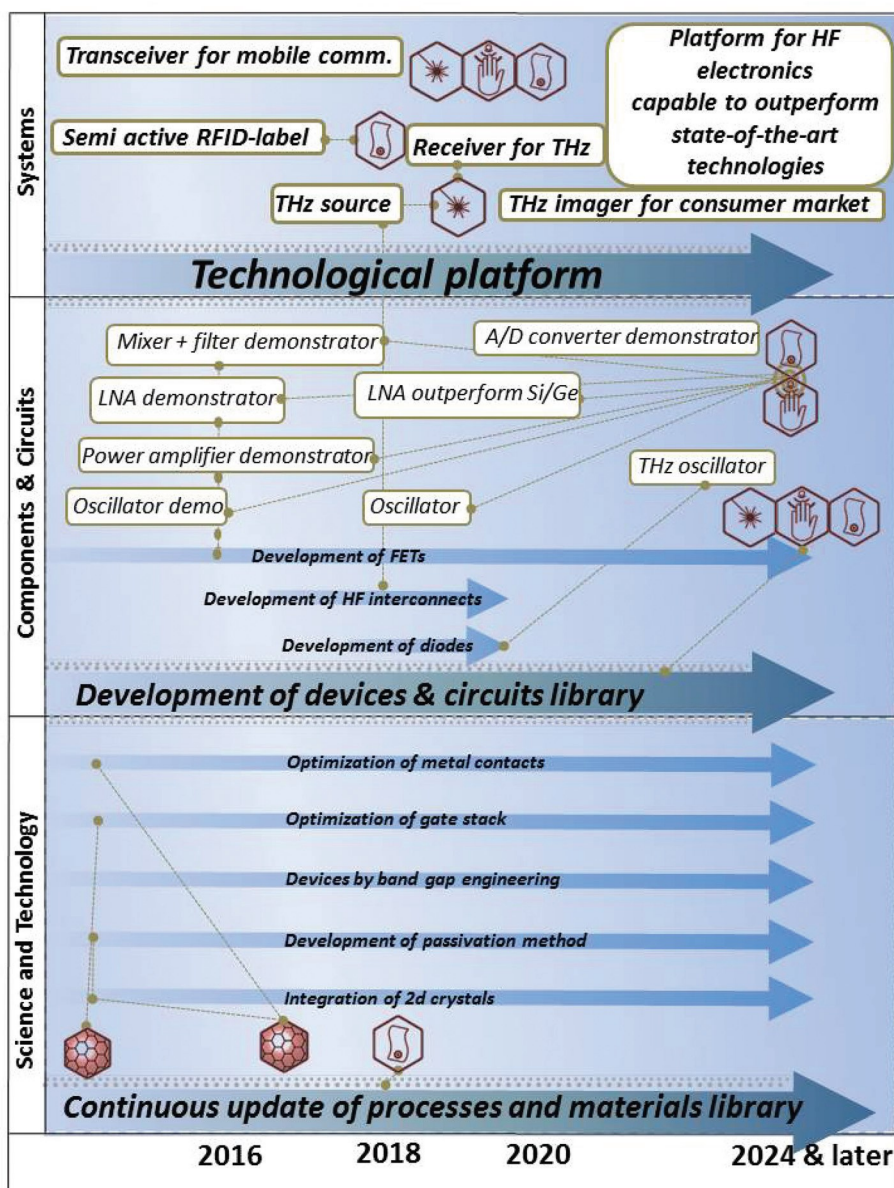 Systems
Transceiver for mobile comm.
Platform for HF
electronics
capable to outperform
state-of-the-art
technologies
Semi active RFID-label
Receiver for THz
THz source
THz imager for consumer market
Technological platform
Components & Circuits
Mixer + filter demonstrator
A/D converter demonstrator
LNA demonstrator
LNA outperform Si/Ge
Power amplifier demonstrator
THz oscillator
Oscillator demo
Oscillator
Development of FETs
Development of HF interconnects
Development of diodes
Development of devices & circuits library
Science and Technology
Optimization of metal contacts
Optimization of gate stack
Devices by band gap engineering
Development of passivation method
Integration of 2d crystals
Continuous update of processes and materials library
2016 2018 2020 2024 & later